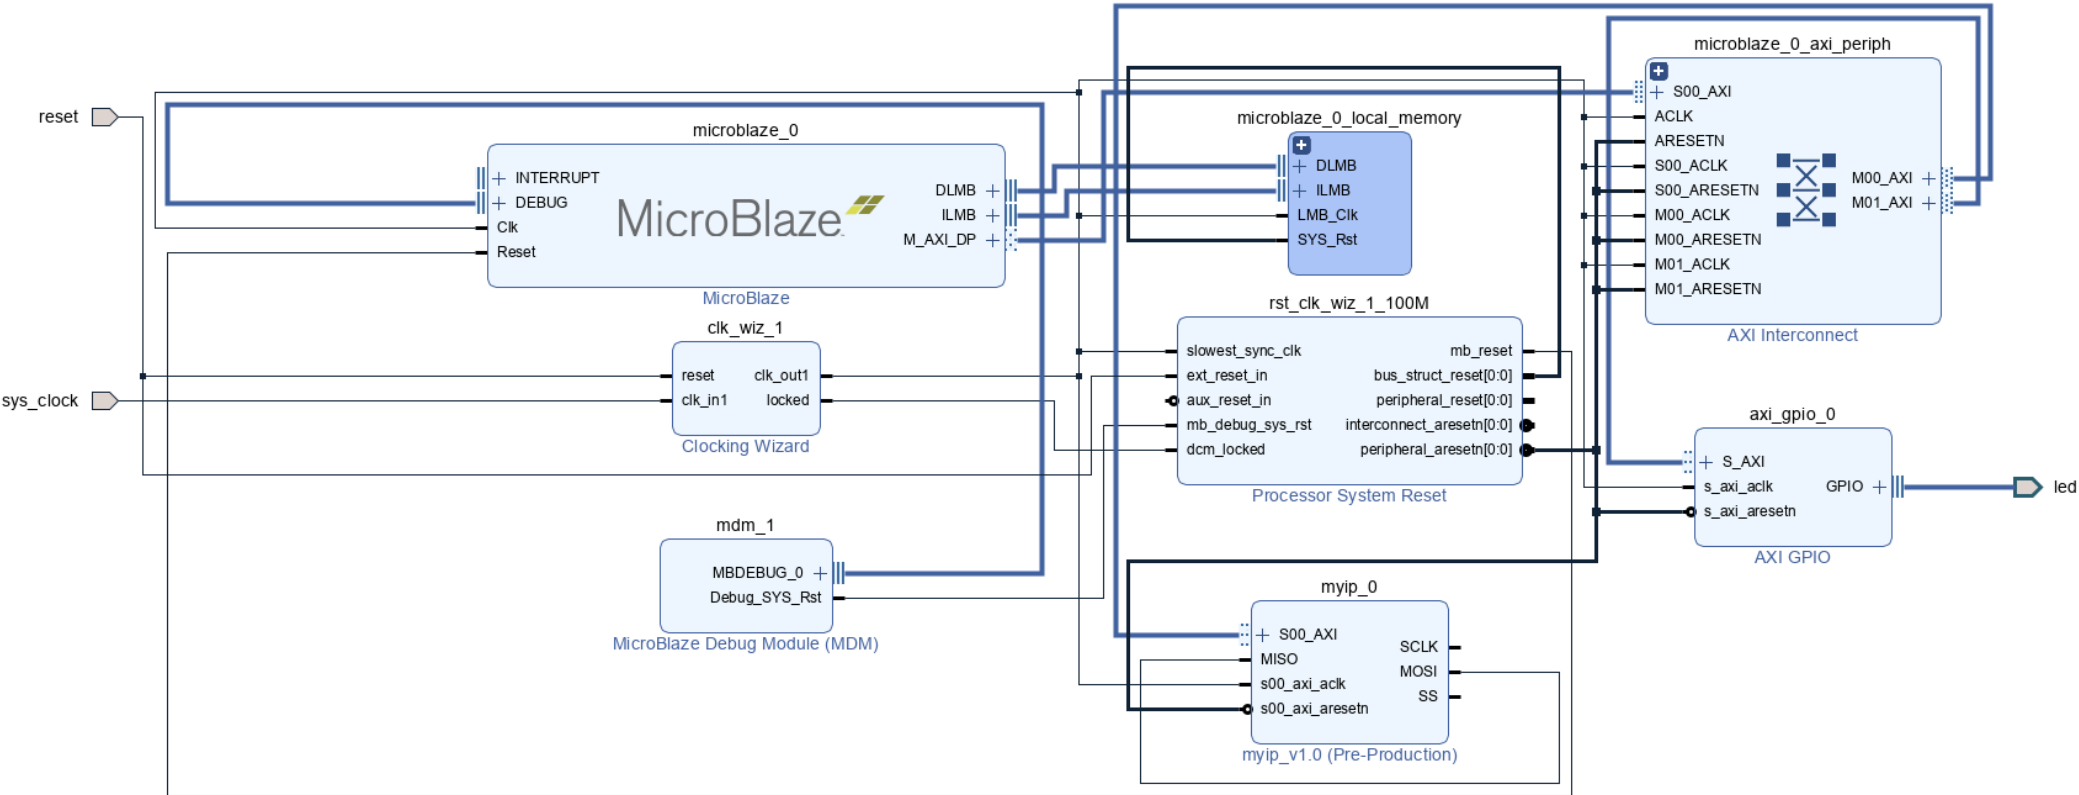 reset
sys_clock
microblaze_0
INTERRUPT
DEBUG
Clk
Reset
MicroBlaze
DLMB
ILMB
M_AXI_DP
MicroBlaze
clk_wiz_1
reset
clk_in1
clk_out1
locked
Clocking Wizard
mdm_1
MBDEBUG_0
Debug_SYS_Rst
MicroBlaze Debug Module (MDM)
microblaze_0_local_memory
DLMB
ILMB
LMB_Clk
SYS_Rst
rst_clk_wiz_1_100M
slowest_sync_clk
ext_reset_in
aux_reset_in
mb_debug_sys_rst
dcm_locked
mb_reset
bus_struct_reset[0:0]
peripheral_reset[0:0]
interconnect_aresetn[0:0]
peripheral_aresetn[0:0]
Processor System Reset
myip_0
S00_AXI
MISO
s00_axi_aclk
s00_axi_aresetn
SCLK
MOSI
SS
myip_v1.0 (Pre-Production)
microblaze_0_axi_periph
S00_AXI
ACLK
ARESETN
S00_ACLK
S00_ARESETN
M00_ACLK
M00_ARESETN
M01_ACLK
M01_ARESETN
M00_AXI
M01_AXI
AXI Interconnect
axi_gpio_0
S_AXI
s_axi_aclk
s_axi_aresetn
GPIO
AXI GPIO
led